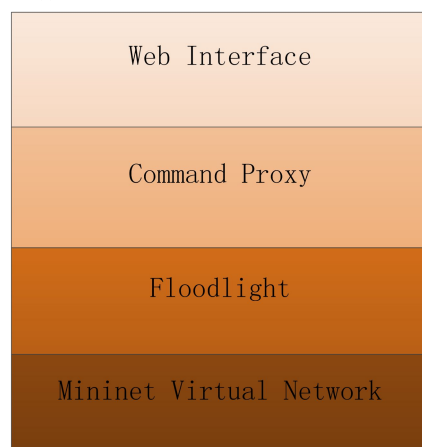 Web Interface
Command Proxy
Floodlight
Mininet Virtual Network